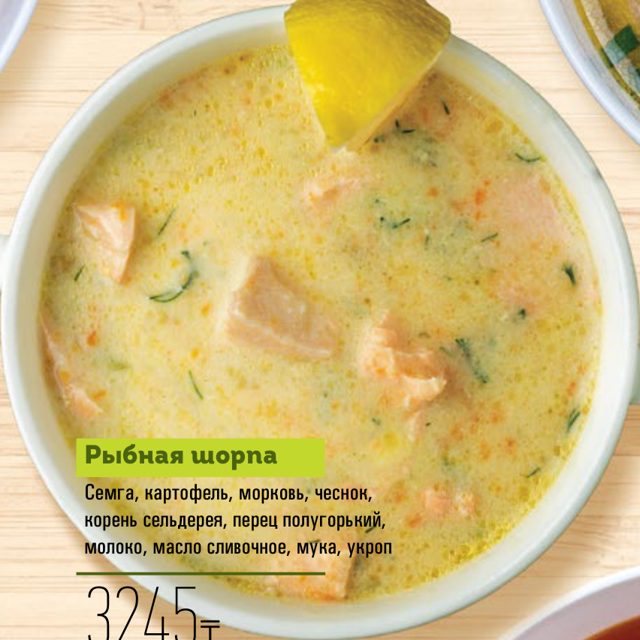 Рыбная шорпа
Семга, картофель, морковь, чеснок,
корень сельдерея, перец полугорький,
молоко, масло сливочное, мука, укроп
3245₸